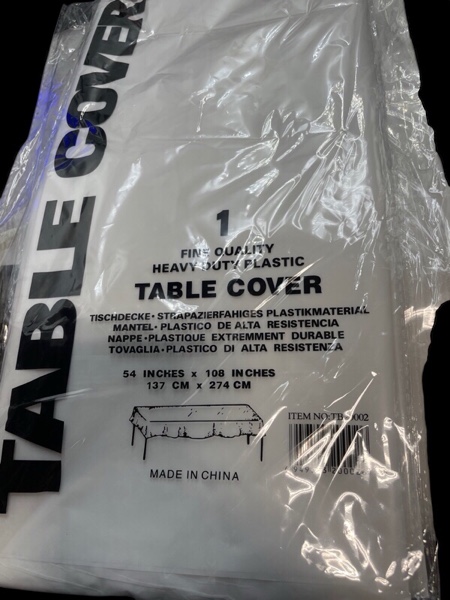 TABLE COVER
1
FINE QUALITY
HEAVY DUTY PLASTIC
TABLE COVER
TISCHDECKE • STRAPAZIERFAHIGES PLASTIKMATERIAL
MANTEL • PLASTICO DE ALTA RESISTENCIA
NAPPE • PLASTIQUE EXTREMMENT DURABLE
TOVAGLIA • PLASTICO DI ALTA RESISTENZA
54 INCHES x 108 INCHES
137 CM x 274 CM
ITEM NO:
MADE IN CHINA